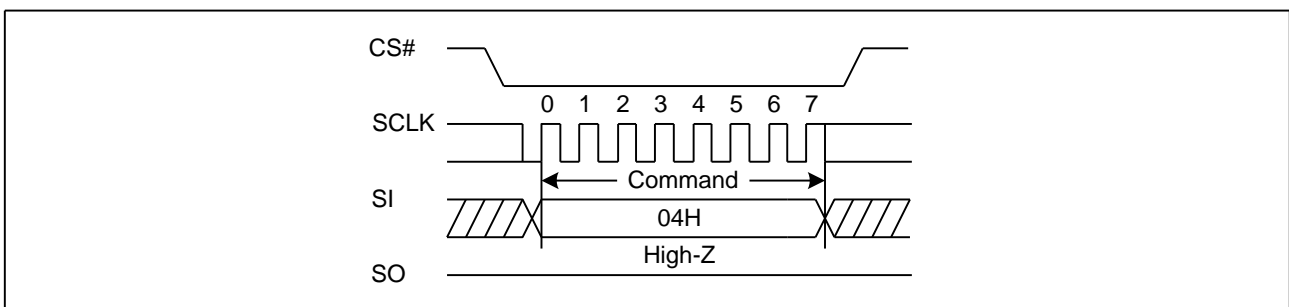 CS#
0 1 2 3 4 5 6 7
SCLK
Command
SI
04H
High-Z
SO